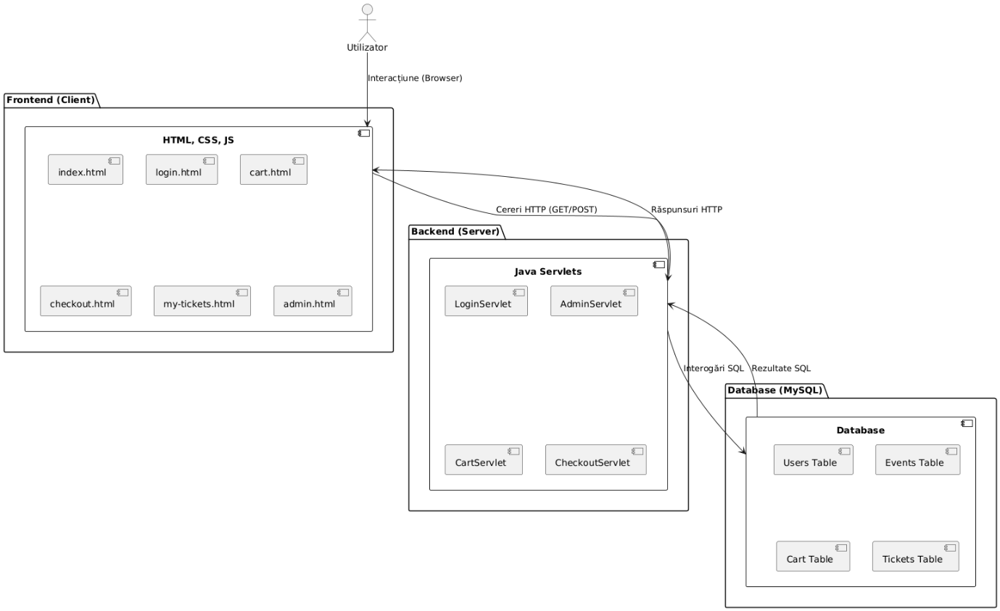 Utilizator
Interacțiune (Browser)
Frontend (Client)
HTML, CSS, JS
index.html
login.html
cart.html
checkout.html
my-tickets.html
admin.html
Cereri HTTP (GET/POST)
Răspunsuri HTTP
Backend (Server)
Java Servlets
LoginServlet
AdminServlet
CartServlet
CheckoutServlet
Interogări SQL
Rezultate SQL
Database (MySQL)
Database
Users Table
Events Table
Cart Table
Tickets Table